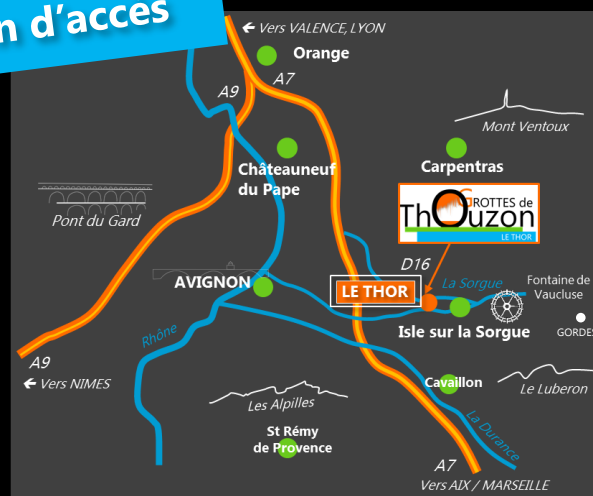 n d'accès
← Vers VALENCE, LYON
Orange
A9
A7
Mont Ventoux
Châteauneuf
du Pape
Carpentras
GROTTES de
Thouzon
LE THOR
Pont du Gard
D16
AVIGNON
LE THOR
La Sorgue
Fontaine de
Vaucluse
Rhône
Isle sur la Sorgue
GORDES
A9
← Vers NIMES
Cavaillon
Le Luberon
Les Alpilles
La Durance
St Rémy
de Provence
A7
Vers AIX / MARSEILLE